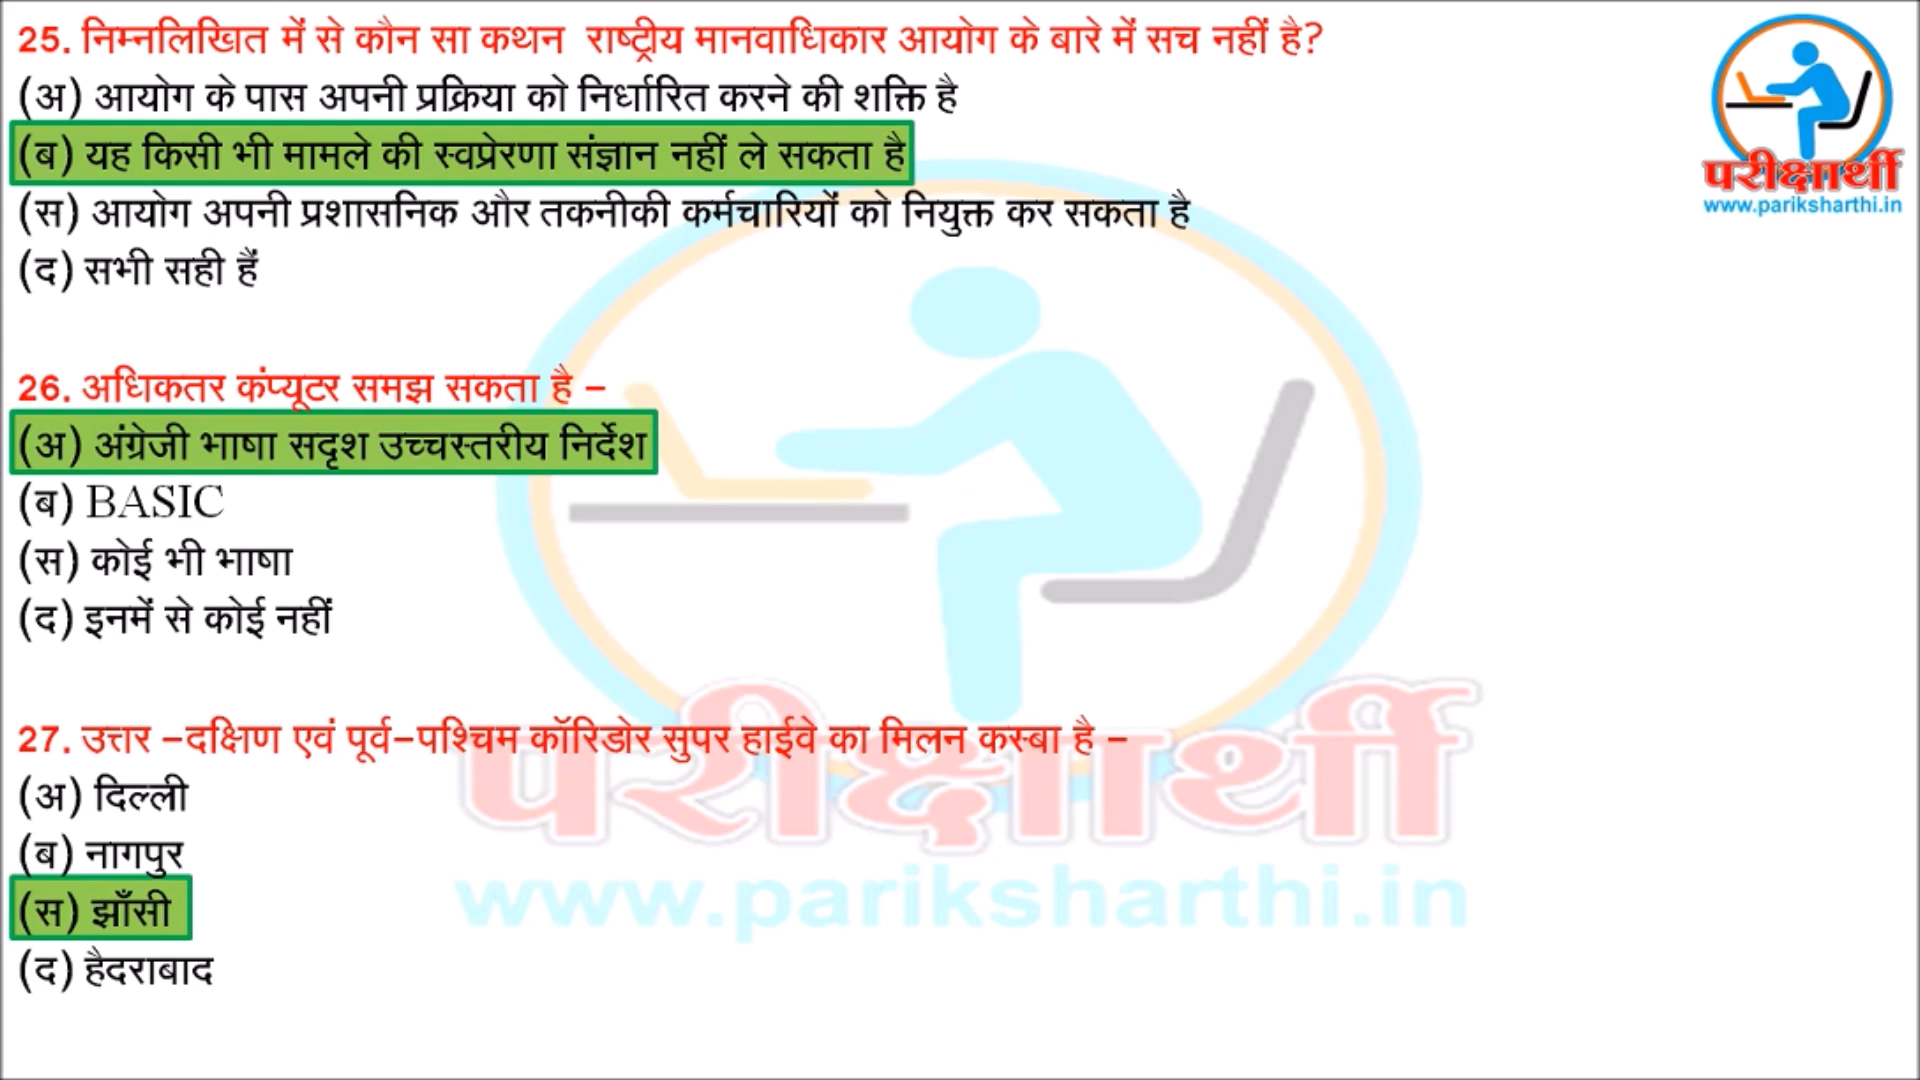 25. निम्नलिखित में से कौन सा कथन राष्ट्रीय मानवाधिकार आयोग के बारे में सच नहीं है?
(अ) आयोग के पास अपनी प्रक्रिया को निर्धारित करने की शक्ति है
(ब) यह किसी भी मामले की स्वप्रेरणा संज्ञान नहीं ले सकता है
(स) आयोग अपनी प्रशासनिक और तकनीकी कर्मचारियों को नियुक्त कर सकता है
(द) सभी सही हैं
26. अधिकतर कंप्यूटर समझ सकता है –
(अ) अंग्रेजी भाषा सदृश उच्चस्तरीय निर्देश
(ब) BASIC
(स) कोई भी भाषा
(द) इनमें से कोई नहीं
27. उत्तर –दक्षिण एवं पूर्व–पश्चिम कॉरिडोर सुपर हाईवे का मिलन कस्बा है –
(अ) दिल्ली
(ब) नागपुर
(स) झाँसी
(द) हैदराबाद
परीक्षार्थी
www.pariksharthi.in
परीक्षार्थी
www.pariksharthi.in